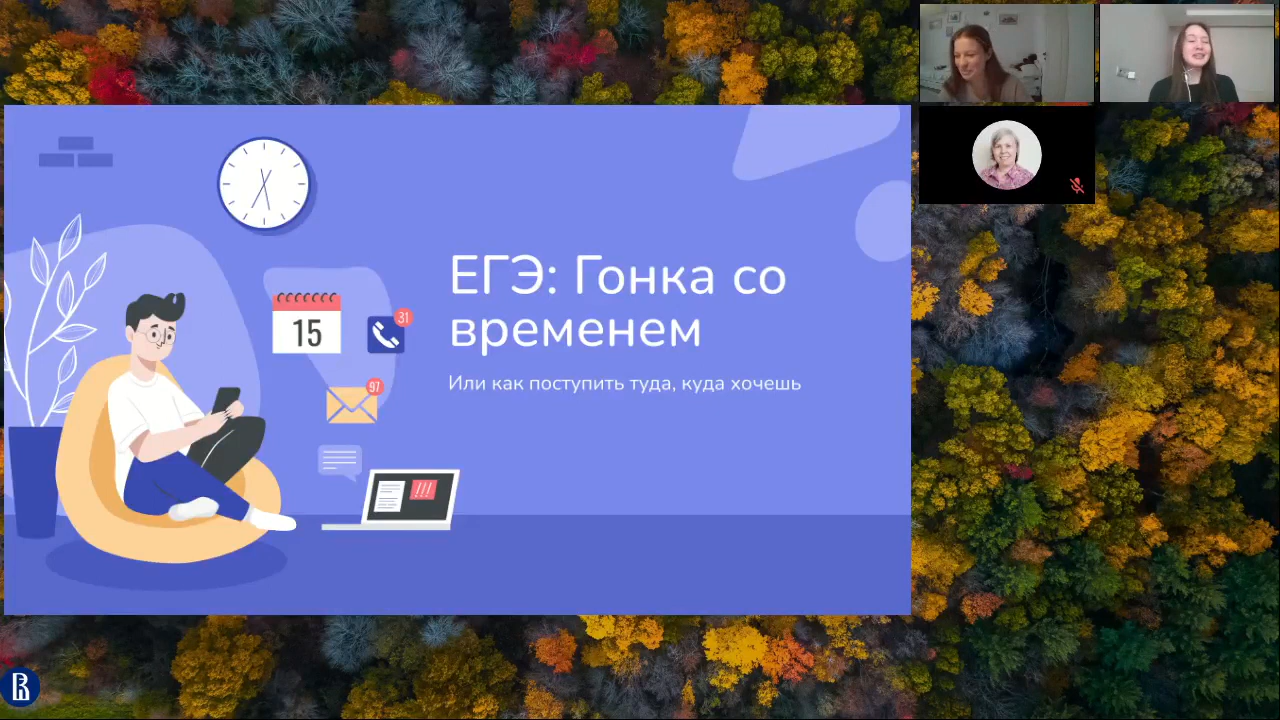 ЕГЭ: Гонка со
временем
Или как поступить туда, куда хочешь
15
31
97